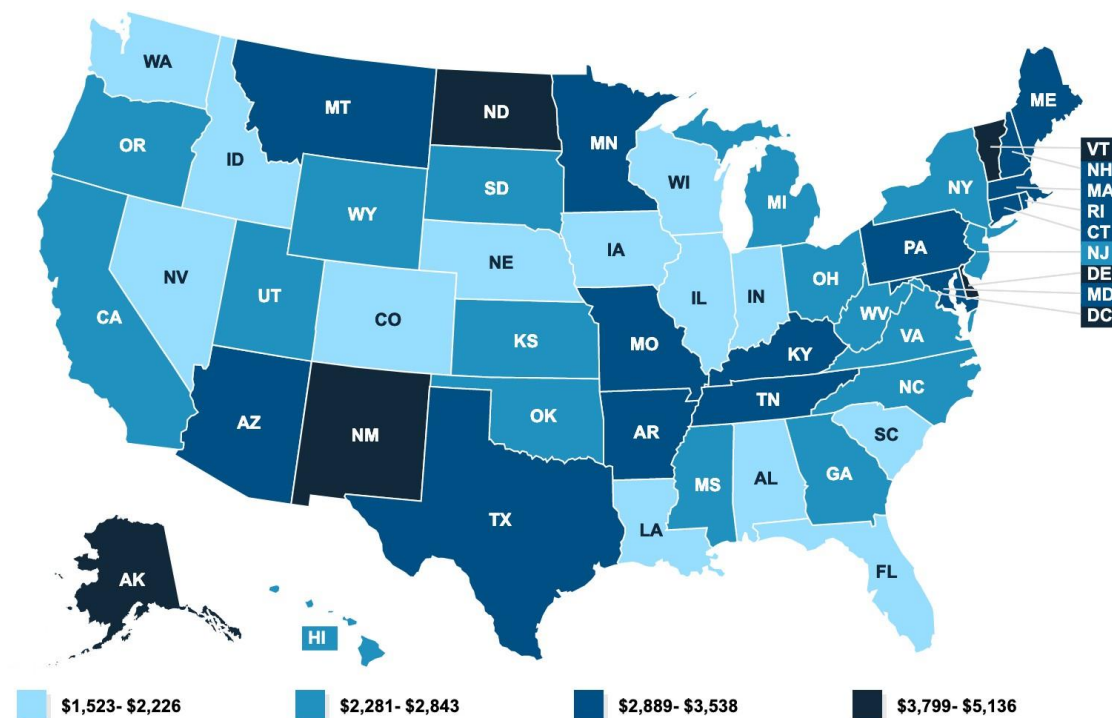 WA
MT
ND
ME
MN
OR
ID
VT
NH
WI
SD
MI
NY
MA
WY
RI
CT
IA
PA
NJ
NE
NV
OH
DE
IN
IL
UT
MD
CO
WV
DC
CA
VA
KS
MO
KY
NC
TN
OK
AZ
NM
AR
SC
MS
AL
GA
TX
LA
FL
AK
HI
$1,523- $2,226
$2,281- $2,843
$2,889- $3,538
$3,799- $5,136